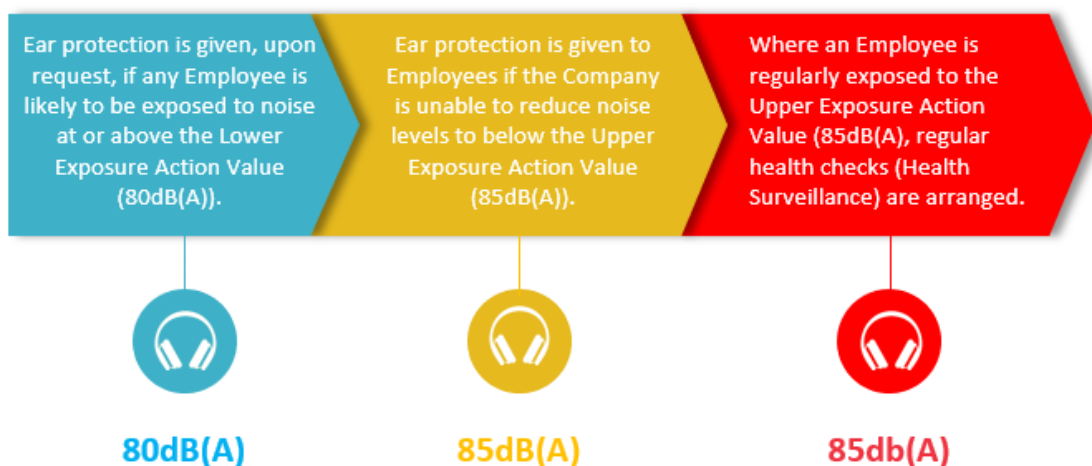 Ear protection is given, upon
request, if any Employee is
likely to be exposed to noise
at or above the Lower
Exposure Action Value
(80dB(A)).
Ear protection is given to
Employees if the Company
is unable to reduce noise
levels to below the Upper
Exposure Action Value
(85dB(A)).
Where an Employee is
regularly exposed to the
Upper Exposure Action
Value (85dB(A), regular
health checks (Health
Surveillance) are arranged.
80dB(A)
85dB(A)
85db(A)